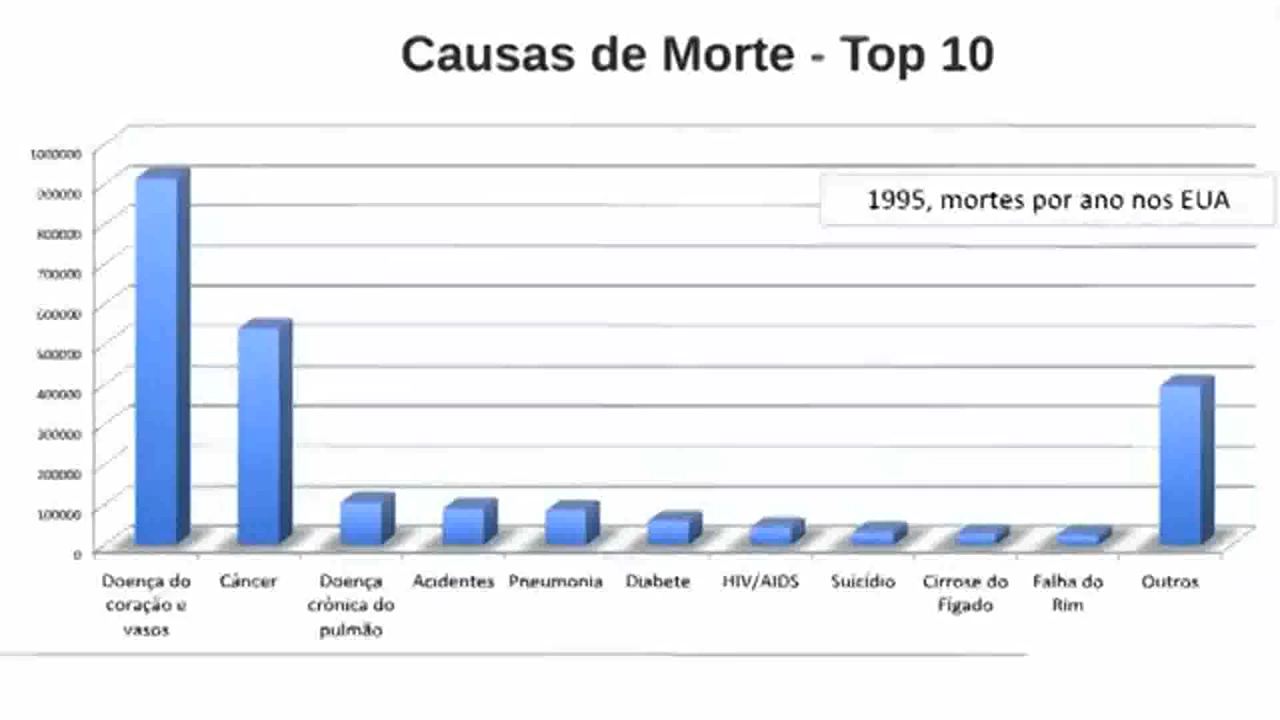 Causas de Morte - Top 10
1995, mortes por ano nos EUA
1000000
900000
800000
700000
600000
500000
400000
300000
200000
100000
0
Doença do
coração e
vasos
Câncer
Doença
crônica do
pulmão
Acidentes
Pneumonia
Diabete
HIV/AIDS
Suicídio
Cirrose do
Fígado
Falha do
Rim
Outros